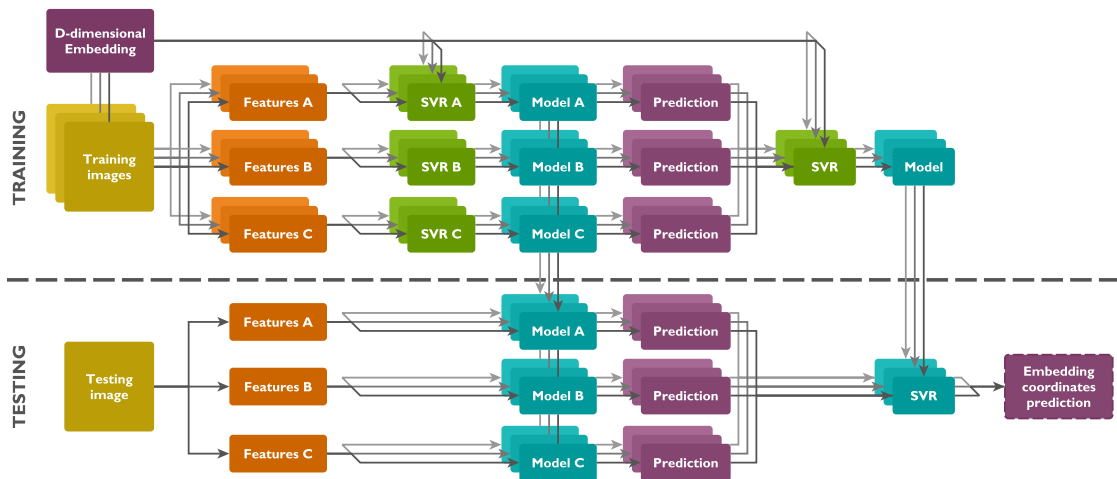 D-dimensional
Embedding
TRAINING
Training
images
Features A
SVR A
Model A
Prediction
Features B
SVR B
Model B
Prediction
SVR
Model
Features C
SVR C
Model C
Prediction
TESTING
Testing
image
Features A
Model A
Prediction
Features B
Model B
Prediction
SVR
Embedding
coordinates
prediction
Features C
Model C
Prediction